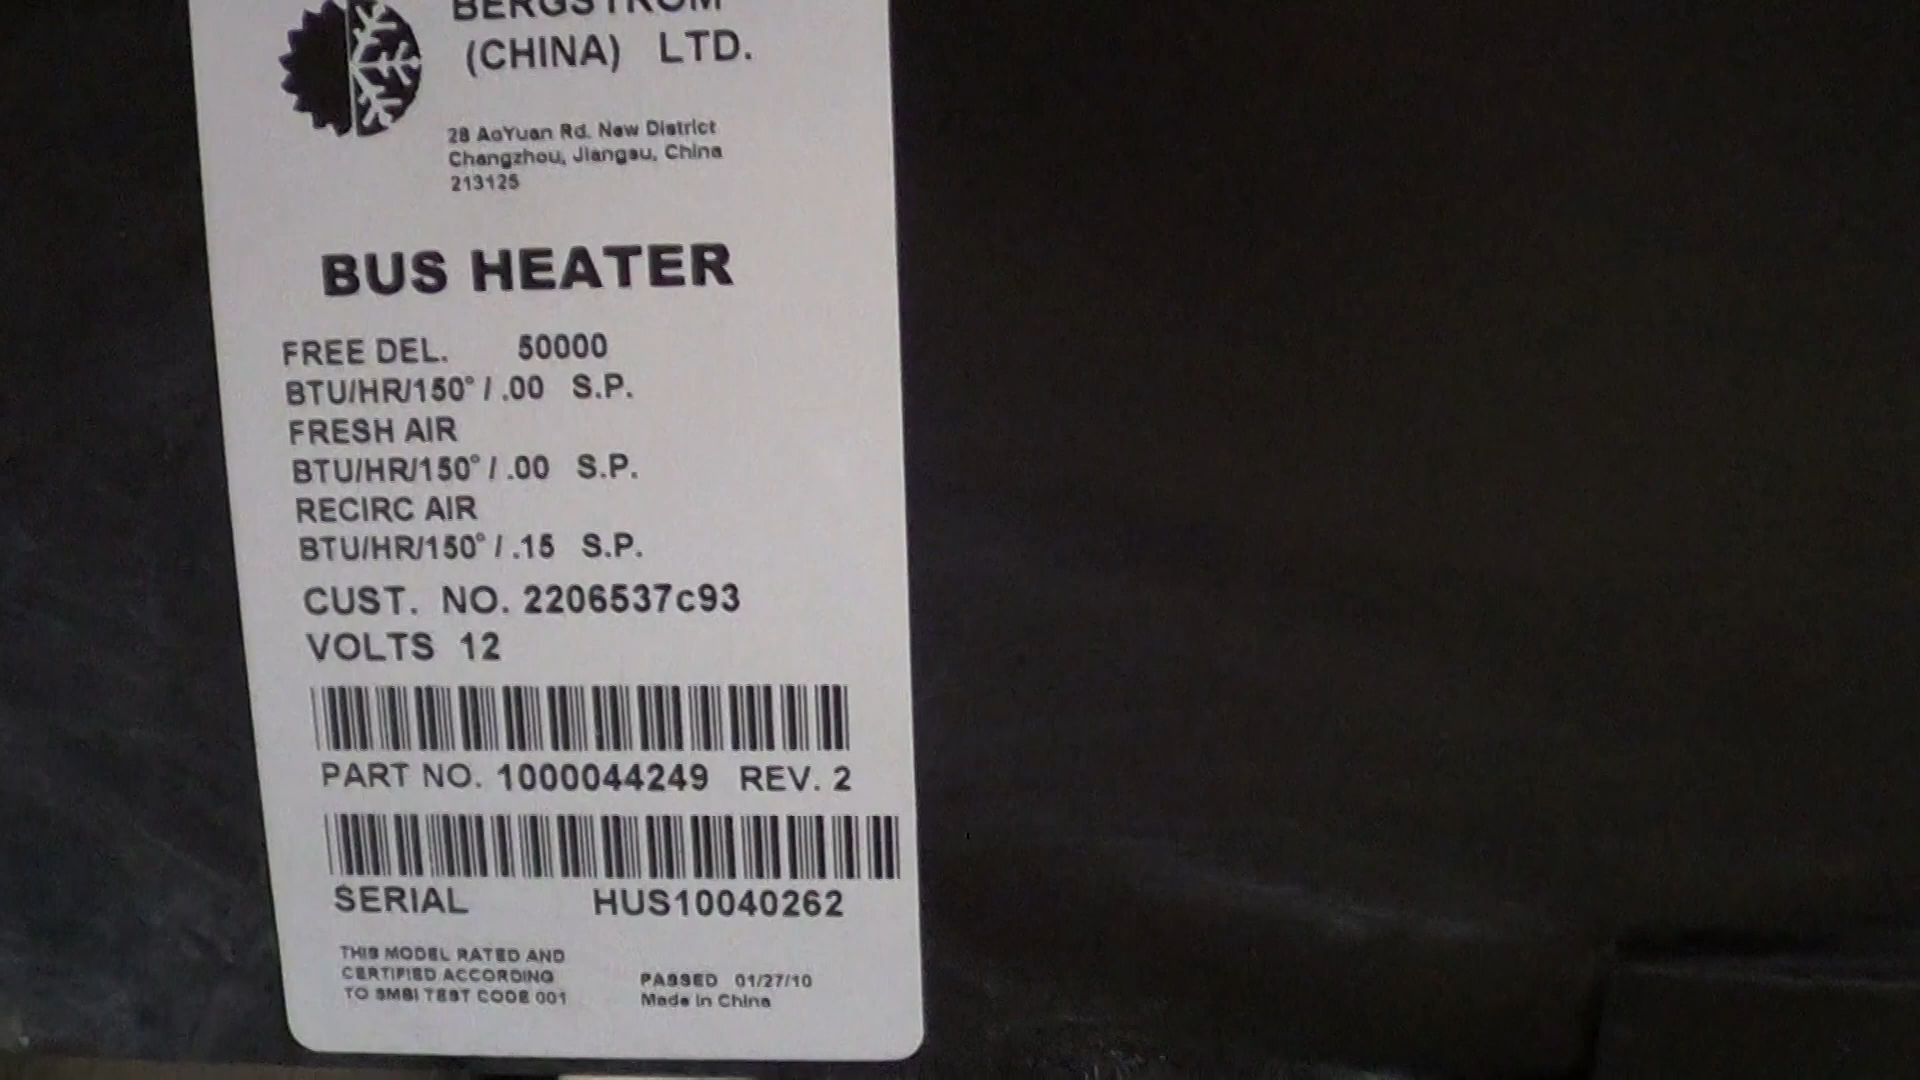 BERGSTROM
(CHINA) LTD.
28 AoYuan Rd. New District
Changzhou, Jiangsu, China
213125
BUS HEATER
FREE DEL. 50000
BTU/HR/150° / .00 S.P.
FRESH AIR
BTU/HR/150° / .00 S.P.
RECIRC AIR
BTU/HR/150° / .15 S.P.
CUST. NO. 2206537c93
VOLTS 12
PART NO. 1000044249 REV. 2
SERIAL HUS10040262
THIS MODEL RATED AND
CERTIFIED ACCORDING
TO SMBI TEST CODE 001
PASSED 01/27/10
Made in China